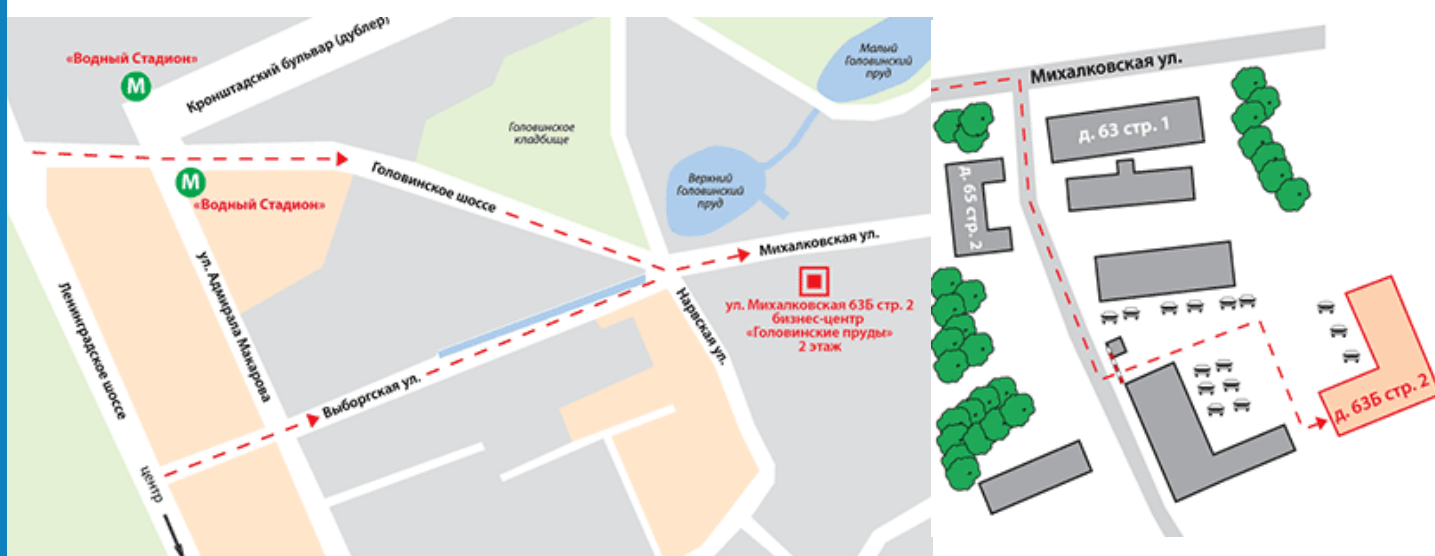 «Водный Стадион»
М
Кронштадский бульвар (дублер)
Малый
Головинский
пруд
Головинское
кладбище
Верхний
Головинский
пруд
М
«Водный Стадион»
Головинское шоссе
Михалковская ул.
ул. Адмирала Макарова
Ленинградское шоссе
ул. Михалковская 63Б стр. 2
бизнес-центр
«Головинские пруды»
2 этаж
Нарвская ул.
Выборгская ул.
центр
Михалковская ул.
д. 63 стр. 1
д. 65 стр. 2
д. 63Б стр. 2